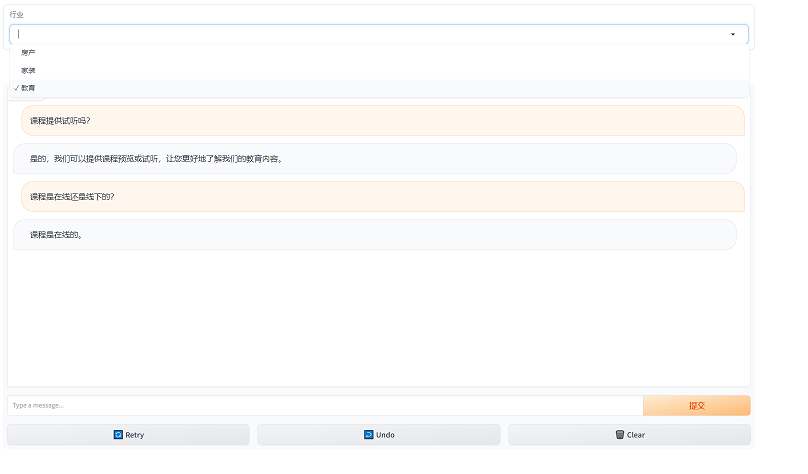 行业
房产
家装
✓ 教育
课程提供试听吗?
是的，我们可以提供课程预览或试听，让您更好地了解我们的教育内容。
课程是在线还是线下的?
课程是在线的。
Type a message...
提交
Retry
Undo
Clear